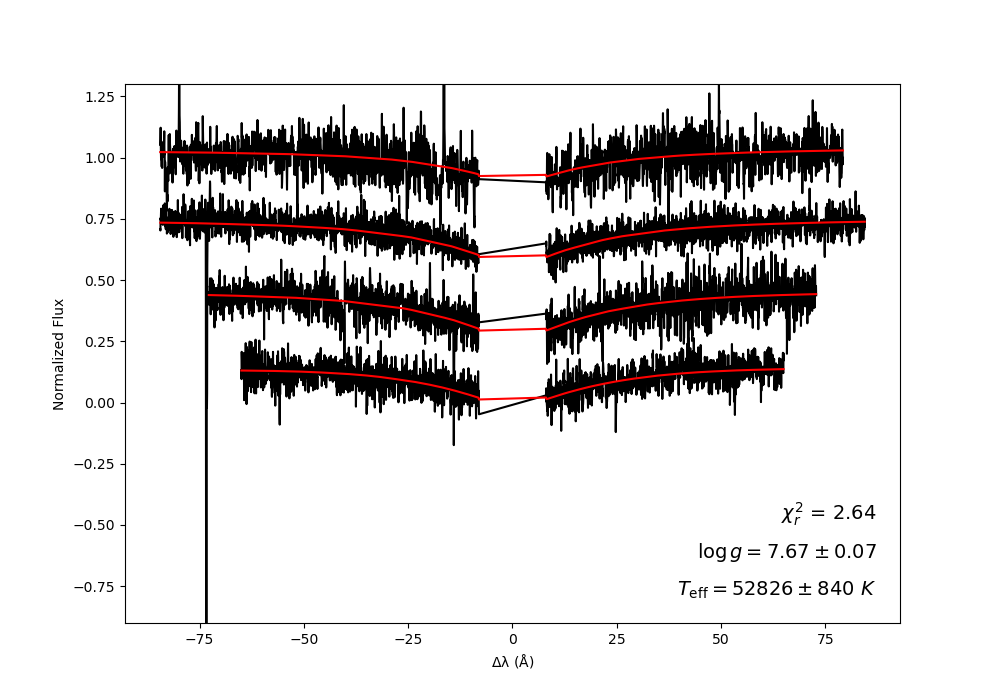 1.25
1.00
0.75
0.50
0.25
0.00
−0.25
−0.50
−0.75
Normalized Flux
χ²ᵣ = 2.64
log g = 7.67 ± 0.07
T_eff = 52826 ± 840 K
−75 −50 −25 0 25 50 75
Δλ (Å)